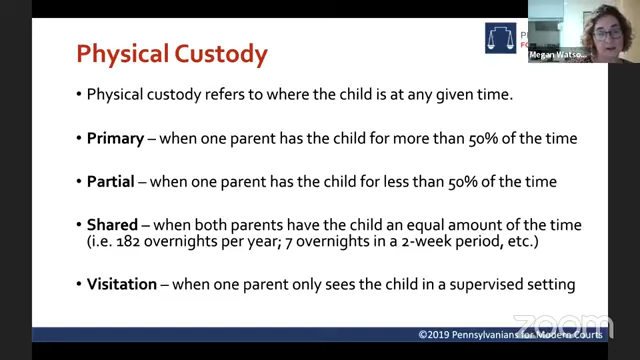 Physical Custody
P
FO
Megan Watso...
• Physical custody refers to where the child is at any given time.
• Primary – when one parent has the child for more than 50% of the time
• Partial – when one parent has the child for less than 50% of the time
• Shared – when both parents have the child an equal amount of the time
(i.e. 182 overnights per year; 7 overnights in a 2-week period, etc.)
• Visitation – when one parent only sees the child in a supervised setting
©2019 Pennsylvanians for Modern Courts
zoom